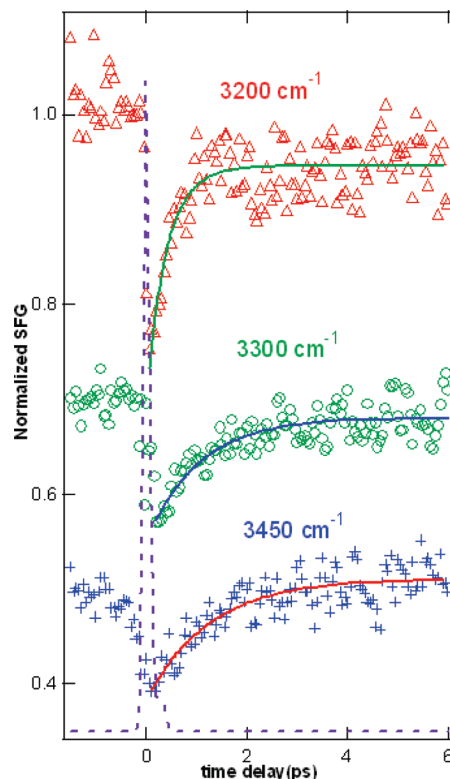 1.0
3200 cm⁻¹
0.8
Normalized SFG
3300 cm⁻¹
0.6
3450 cm⁻¹
0.4
0 2 4 6
time delay(ps)